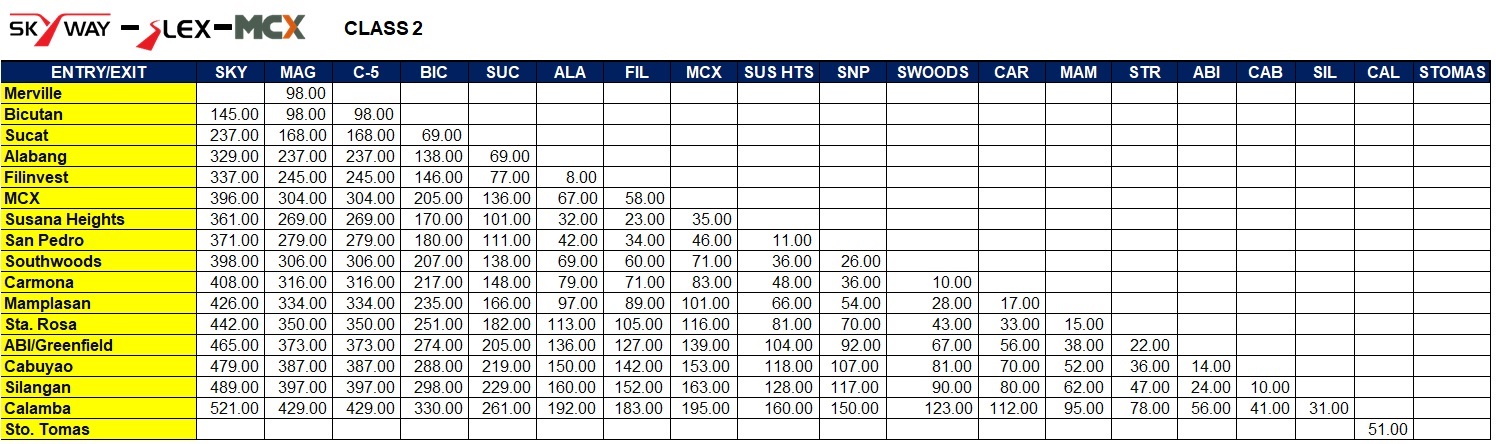 SKYWAY - SLEX - MCX CLASS 2
ENTRY/EXIT SKY MAG C-5 BIC SUC ALA FIL MCX SUS HTS SNP SWOODS CAR MAM STR ABI CAB SIL CAL STOMAS
Merville 98.00
Bicutan 145.00 98.00 98.00
Sucat 237.00 168.00 168.00 69.00
Alabang 329.00 237.00 237.00 138.00 69.00
Filinvest 337.00 245.00 245.00 146.00 77.00 8.00
MCX 396.00 304.00 304.00 205.00 136.00 67.00 58.00
Susana Heights 361.00 269.00 269.00 170.00 101.00 32.00 23.00 35.00
San Pedro 371.00 279.00 279.00 180.00 111.00 42.00 34.00 46.00 11.00
Southwoods 398.00 306.00 306.00 207.00 138.00 69.00 60.00 71.00 36.00 26.00
Carmona 408.00 316.00 316.00 217.00 148.00 79.00 71.00 83.00 48.00 36.00 10.00
Mamplasan 426.00 334.00 334.00 235.00 166.00 97.00 89.00 101.00 66.00 54.00 28.00 17.00
Sta. Rosa 442.00 350.00 350.00 251.00 182.00 113.00 105.00 116.00 81.00 70.00 43.00 33.00 15.00
ABI/Greenfield 465.00 373.00 373.00 274.00 205.00 136.00 127.00 139.00 104.00 92.00 67.00 56.00 38.00 22.00
Cabuyao 479.00 387.00 387.00 288.00 219.00 150.00 142.00 153.00 118.00 107.00 81.00 70.00 52.00 36.00 14.00
Silangan 489.00 397.00 397.00 298.00 229.00 160.00 152.00 163.00 128.00 117.00 90.00 80.00 62.00 47.00 24.00 10.00
Calamba 521.00 429.00 429.00 330.00 261.00 192.00 183.00 195.00 160.00 150.00 123.00 112.00 95.00 78.00 56.00 41.00 31.00
Sto. Tomas 51.00